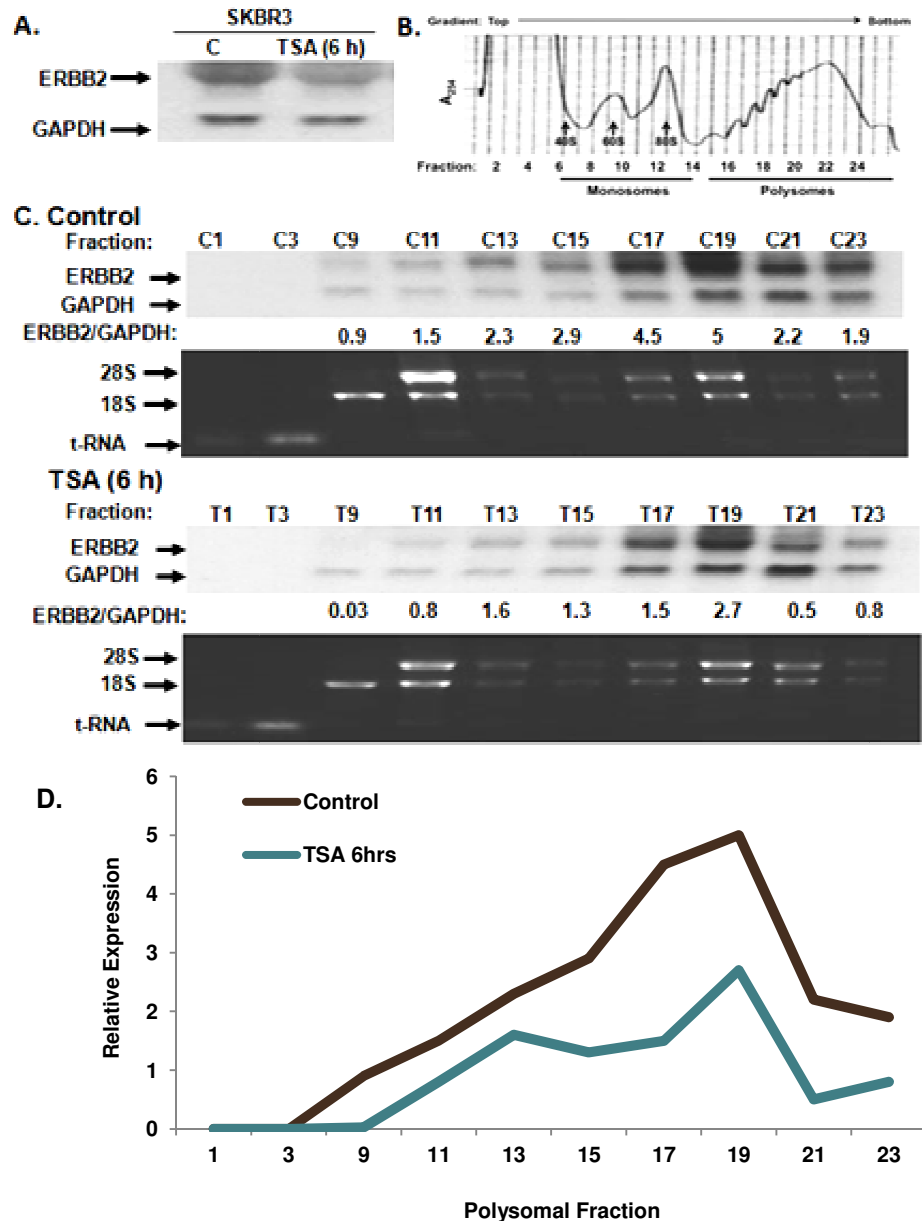 A.
SKBR3
C TSA (6 h)
ERBB2
GAPDH
B.
Gradient: Top Bottom
A254
40S 60S 80S
Fraction: 2 4 6 8 10 12 14 16 18 20 22 24
Monosomes Polysomes
C. Control
Fraction: C1 C3 C9 C11 C13 C15 C17 C19 C21 C23
ERBB2
GAPDH
ERBB2/GAPDH: 0.9 1.5 2.3 2.9 4.5 5 2.2 1.9
28S
18S
t-RNA
TSA (6 h)
Fraction: T1 T3 T9 T11 T13 T15 T17 T19 T21 T23
ERBB2
GAPDH
ERBB2/GAPDH: 0.03 0.8 1.6 1.3 1.5 2.7 0.5 0.8
28S
18S
t-RNA
D.
Control
TSA 6hrs
Relative Expression
6
5
4
3
2
1
0
1 3 9 11 13 15 17 19 21 23
Polysomal Fraction